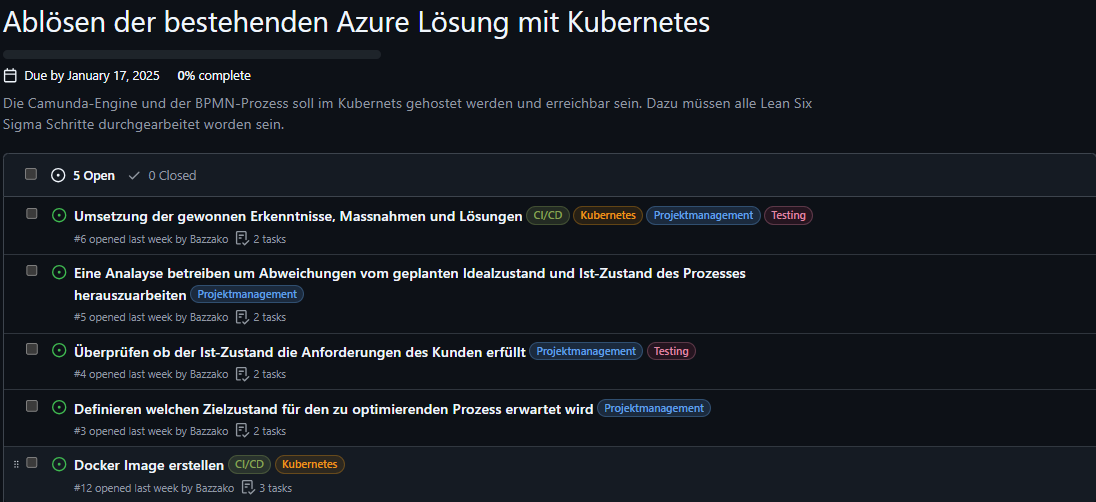 Ablösen der bestehenden Azure Lösung mit Kubernetes
Due by January 17, 2025 0% complete
Die Camunda-Engine und der BPMN-Prozess soll im Kubernets gehostet werden und erreichbar sein. Dazu müssen alle Lean Six
Sigma Schritte durchgearbeitet worden sein.
5 Open 0 Closed
Umsetzung der gewonnen Erkenntnisse, Massnahmen und Lösungen CI/CD Kubernetes Projektmanagement Testing
#6 opened last week by Bazzako 2 tasks
Eine Analayse betreiben um Abweichungen vom geplanten Idealzustand und Ist-Zustand des Prozesses
herauszuarbeiten Projektmanagement
#5 opened last week by Bazzako 2 tasks
Überprüfen ob der Ist-Zustand die Anforderungen des Kunden erfüllt Projektmanagement Testing
#4 opened last week by Bazzako 2 tasks
Definieren welchen Zielzustand für den zu optimierenden Prozess erwartet wird Projektmanagement
#3 opened last week by Bazzako 2 tasks
Docker Image erstellen CI/CD Kubernetes
#12 opened last week by Bazzako 3 tasks